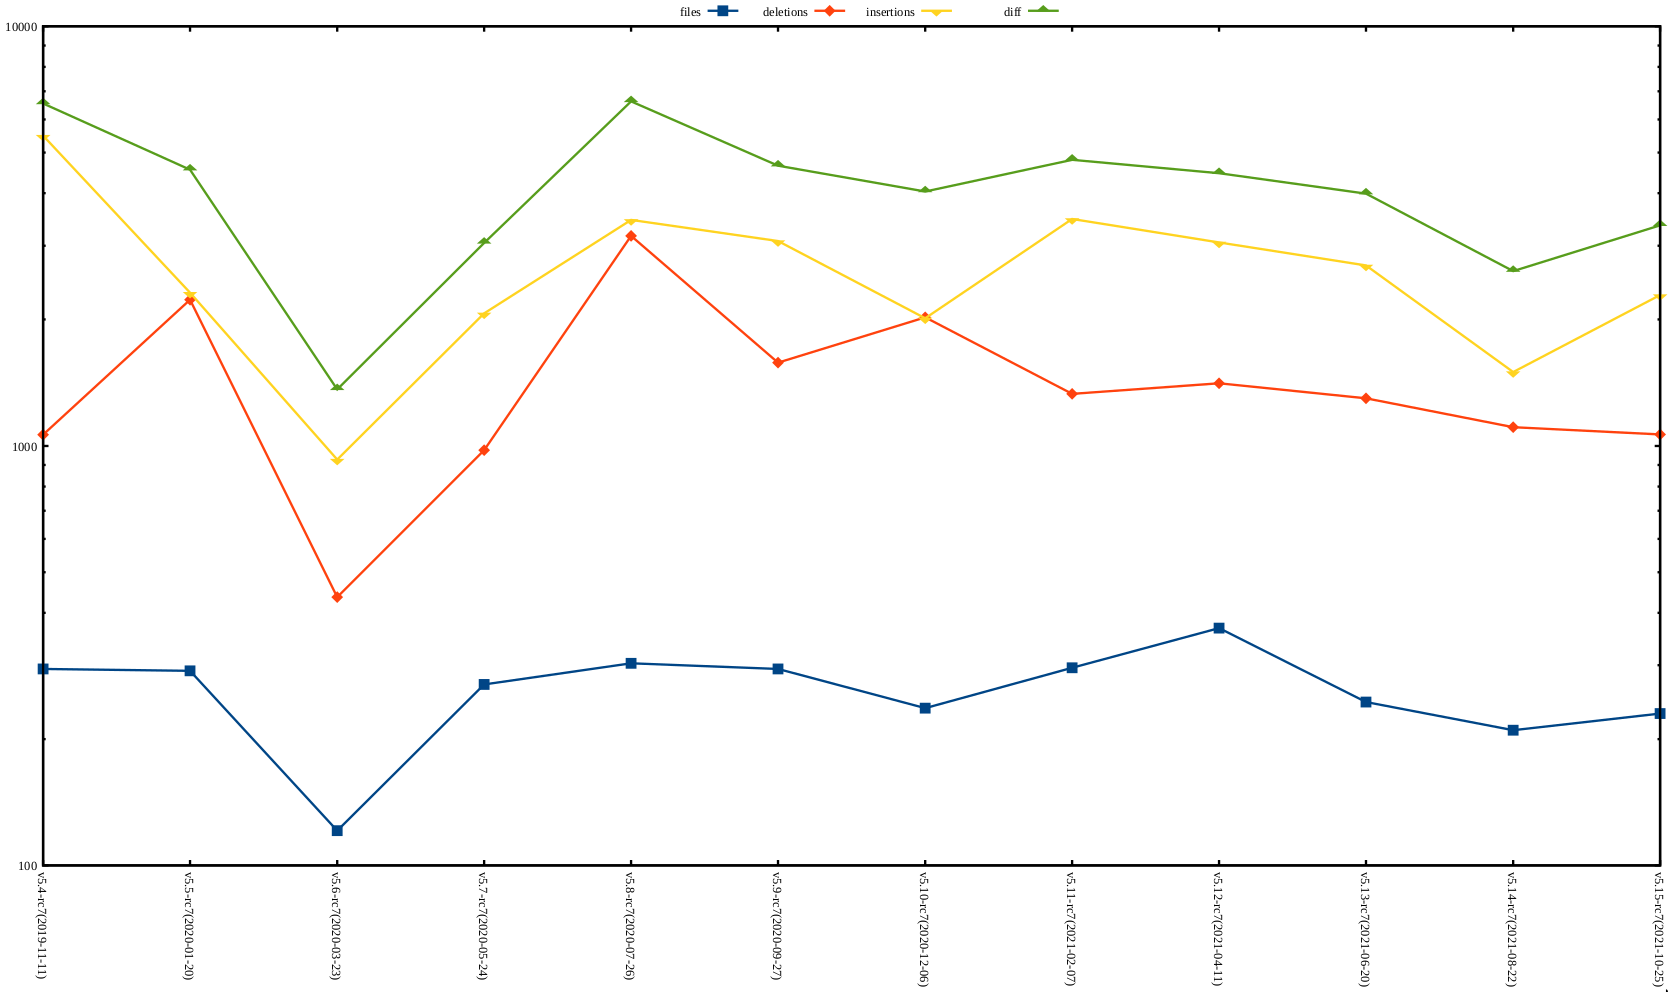 files deletions insertions diff
10000
1000
100
v5.4-rc7(2019-11-11)
v5.5-rc7(2020-01-20)
v5.6-rc7(2020-03-23)
v5.7-rc7(2020-05-24)
v5.8-rc7(2020-07-26)
v5.9-rc7(2020-09-27)
v5.10-rc7(2020-12-06)
v5.11-rc7(2021-02-07)
v5.12-rc7(2021-04-11)
v5.13-rc7(2021-06-20)
v5.14-rc7(2021-08-22)
v5.15-rc7(2021-10-25)